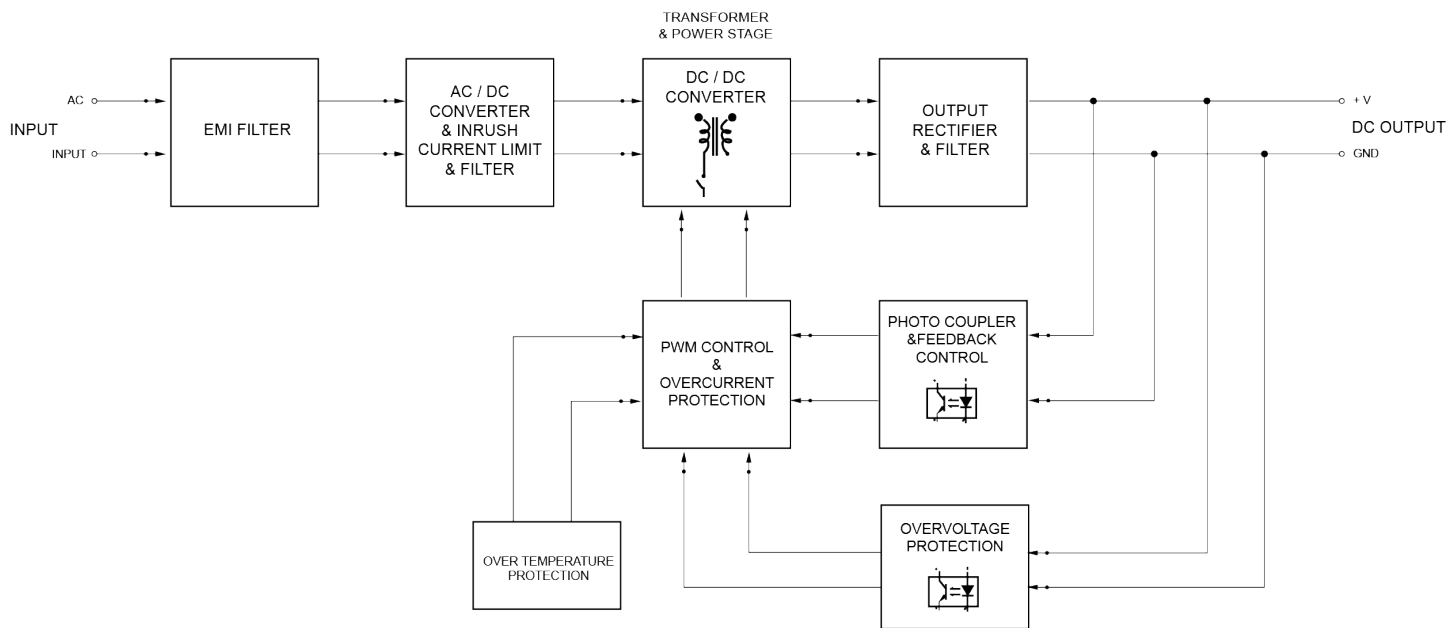 TRANSFORMER
& POWER STAGE
INPUT
AC
INPUT
EMI FILTER
AC / DC
CONVERTER
& INRUSH
CURRENT LIMIT
& FILTER
DC / DC
CONVERTER
OUTPUT
RECTIFIER
& FILTER
+ V
DC OUTPUT
GND
PWM CONTROL
&
OVERCURRENT
PROTECTION
PHOTO COUPLER
&FEEDBACK
CONTROL
OVER TEMPERATURE
PROTECTION
OVERVOLTAGE
PROTECTION